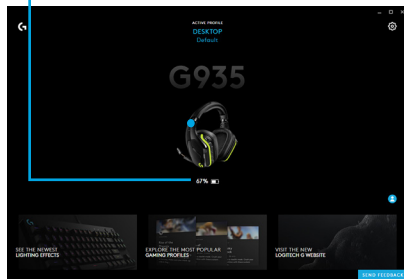 ACTIVE PROFILE
DESKTOP
Default
G935
67%
SEE THE NEWEST
LIGHTING EFFECTS
EXPLORE THE MOST POPULAR
GAMING PROFILES
VISIT THE NEW
LOGITECH G WEBSITE
SEND FEEDBACK